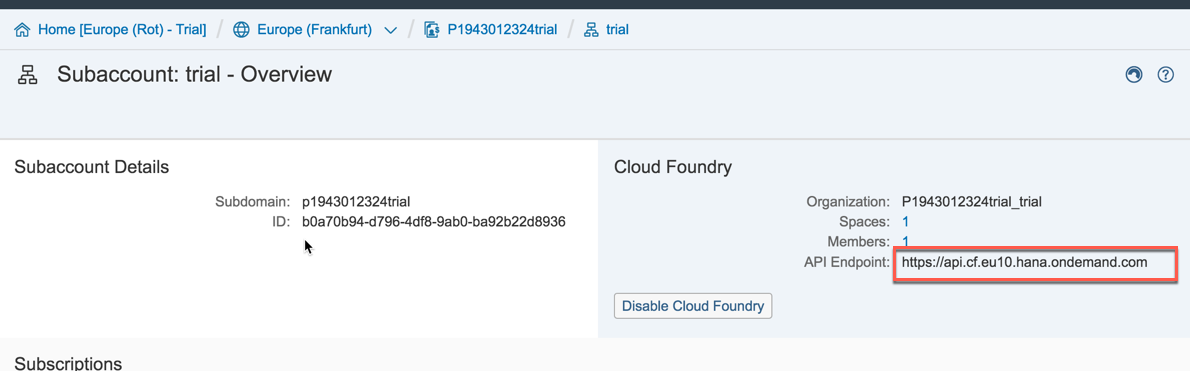 Home [Europe (Rot) - Trial] / Europe (Frankfurt) / P1943012324trial / trial
Subaccount: trial - Overview
Subaccount Details
Subdomain: p1943012324trial
ID: b0a70b94-d796-4df8-9ab0-ba92b22d8936
Cloud Foundry
Organization: P1943012324trial_trial
Spaces: 1
Members: 1
API Endpoint: https://api.cf.eu10.hana.ondemand.com
Disable Cloud Foundry
Subscriptions